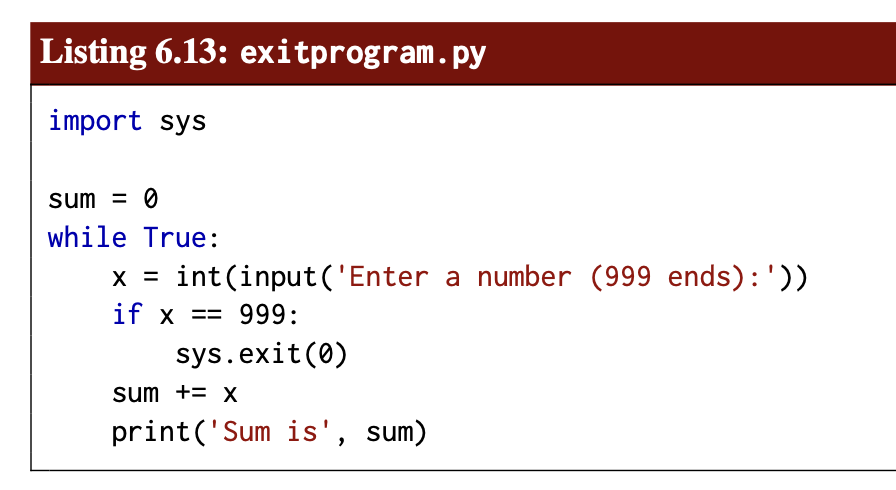 Listing 6.13: exitprogram.py
import sys
sum = 0
while True:
    x = int(input('Enter a number (999 ends):'))
    if x == 999:
        sys.exit(0)
    sum += x
    print('Sum is', sum)